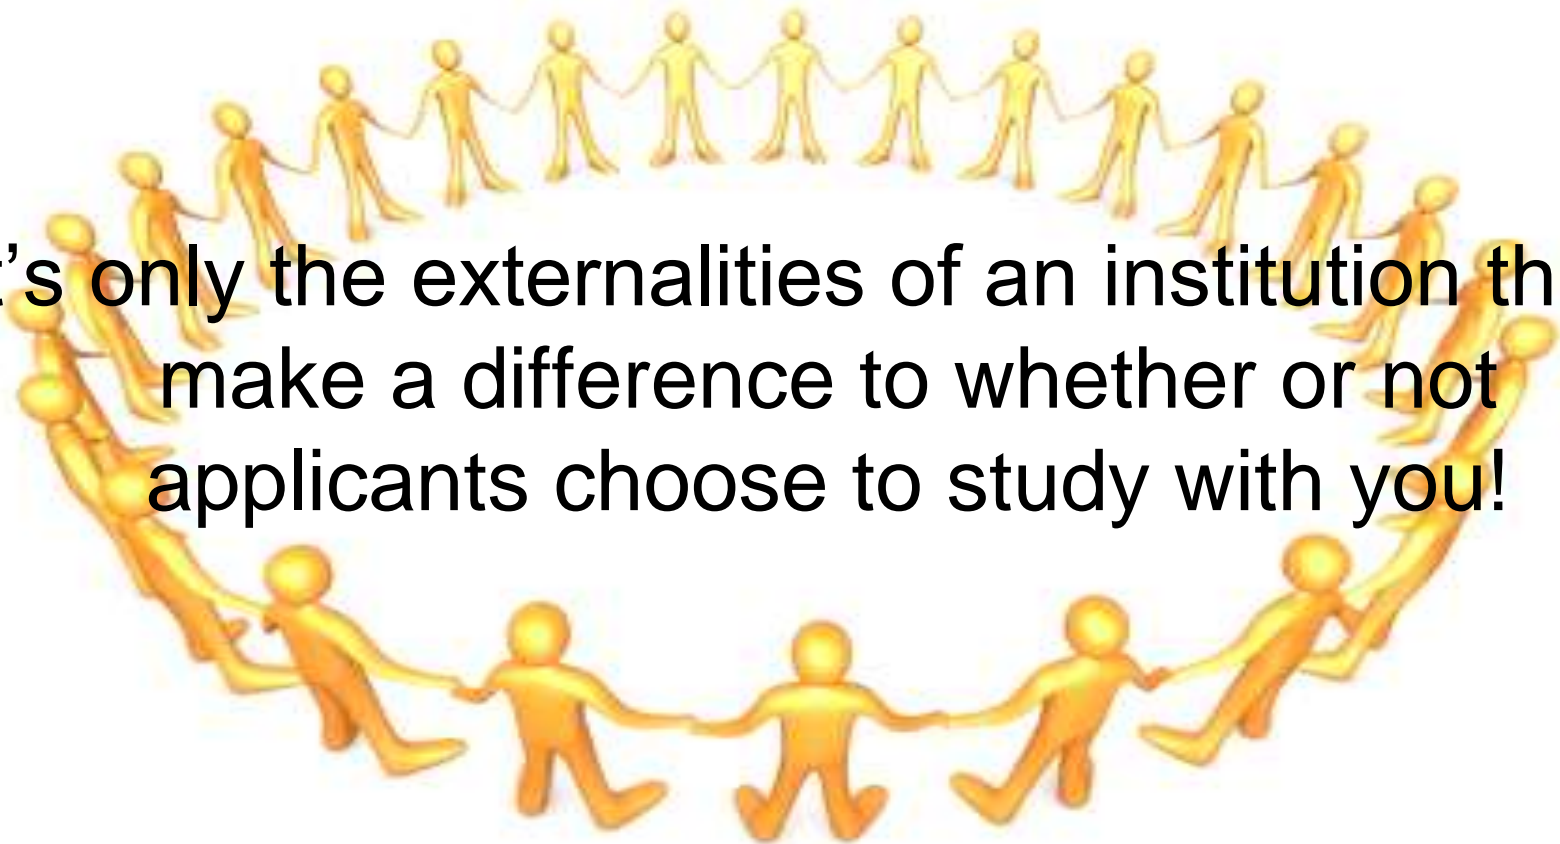 t’s only the externalities of an institution th
make a difference to whether or not
applicants choose to study with you!